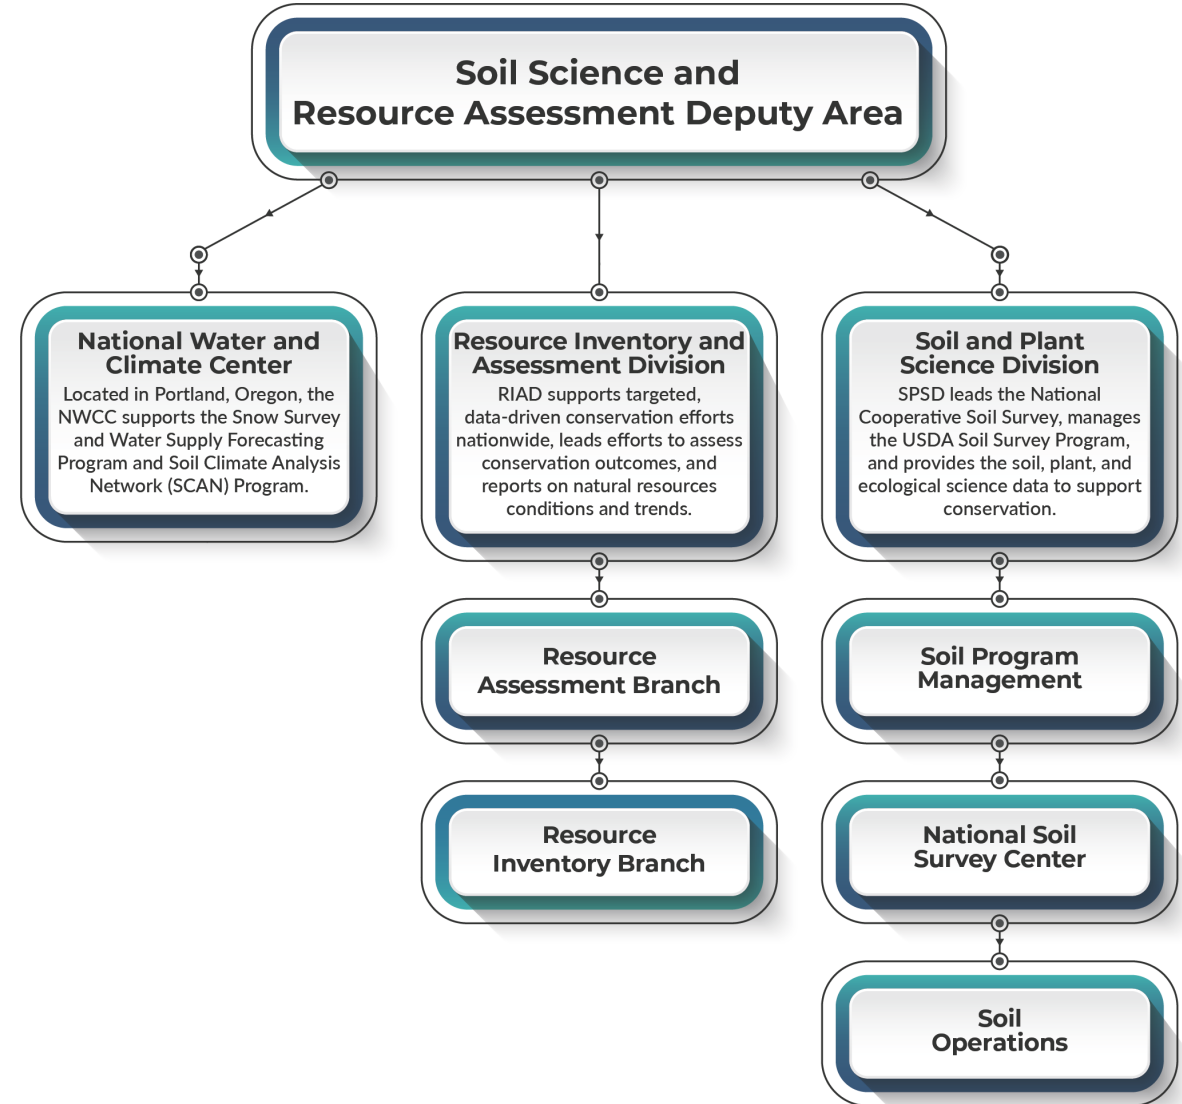 Soil Science and
Resource Assessment Deputy Area
National Water and
Climate Center
Located in Portland, Oregon, the
NWCC supports the Snow Survey
and Water Supply Forecasting
Program and Soil Climate Analysis
Network (SCAN) Program.
Resource Inventory and
Assessment Division
RIAD supports targeted,
data-driven conservation efforts
nationwide, leads efforts to assess
conservation outcomes, and
reports on natural resources
conditions and trends.
Resource
Assessment Branch
Resource
Inventory Branch
Soil and Plant
Science Division
SPSD leads the National
Cooperative Soil Survey, manages
the USDA Soil Survey Program,
and provides the soil, plant, and
ecological science data to support
conservation.
Soil Program
Management
National Soil
Survey Center
Soil
Operations